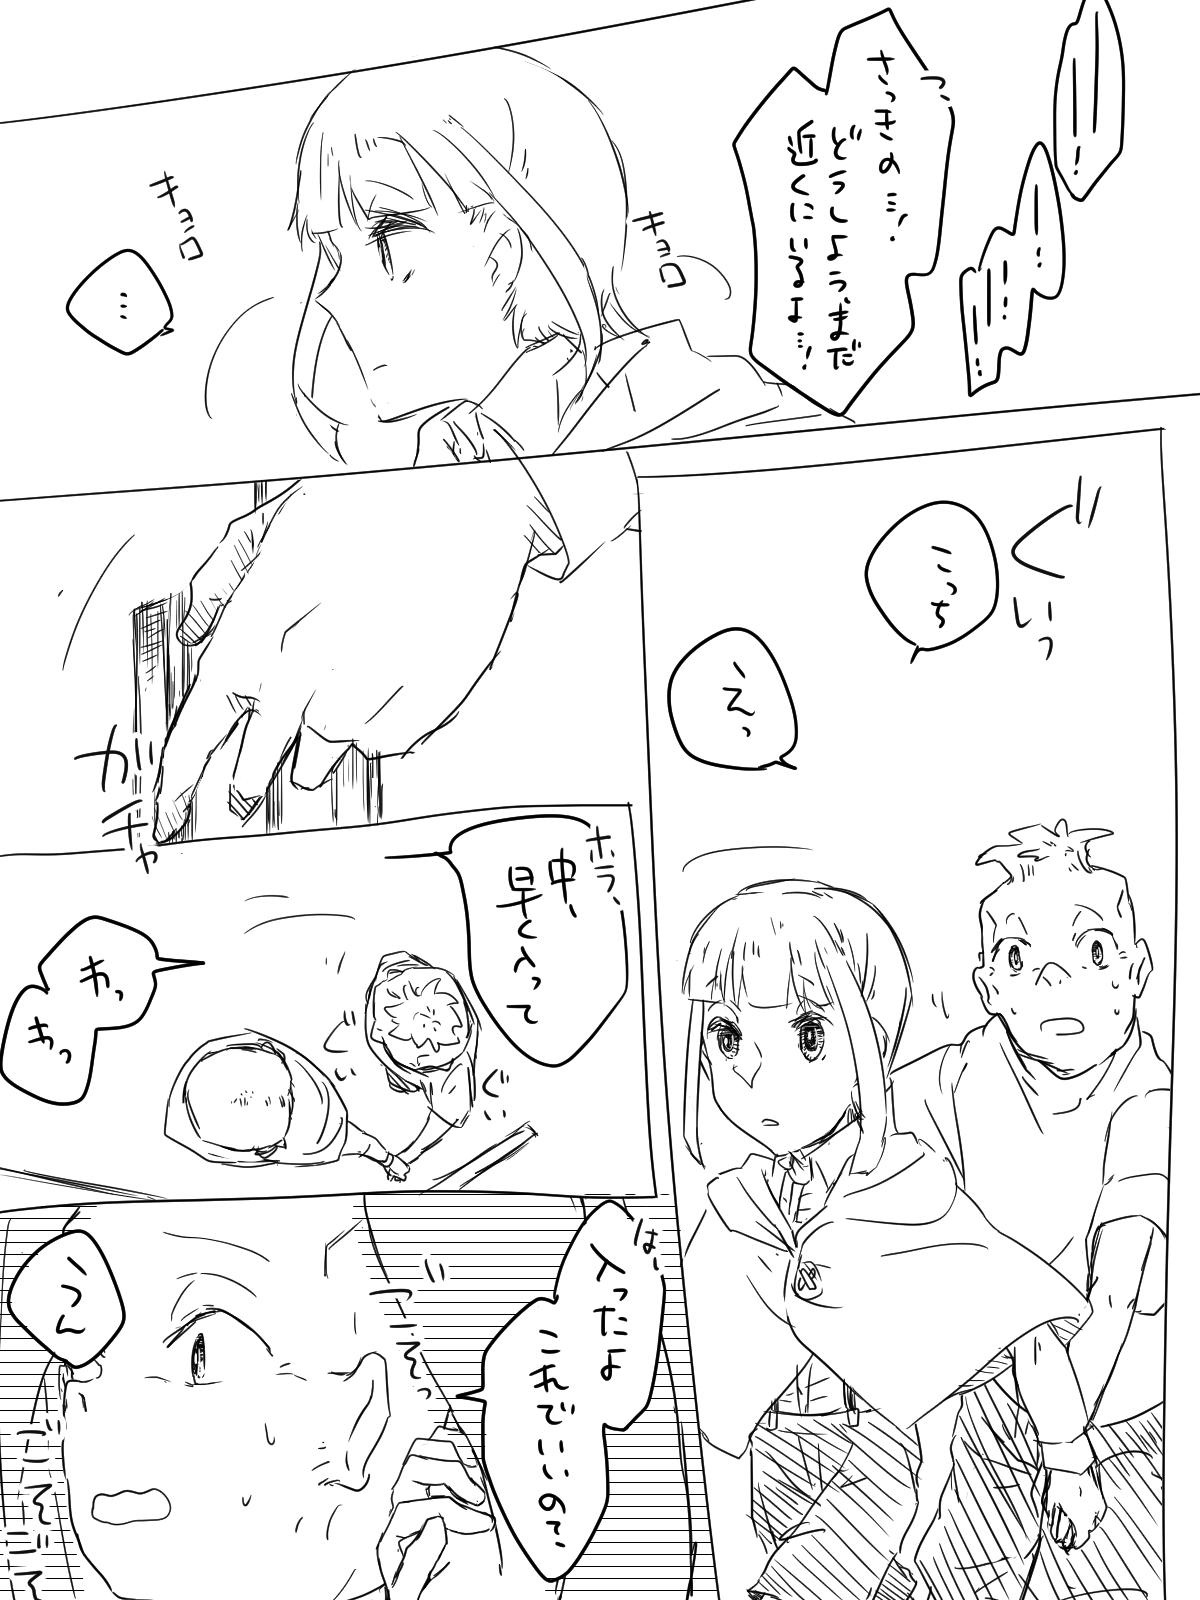 っ、
さっきの…!
どうしよう、まだ
近くにいるよ…!
キョロ
キョロ
…
ぐいっ
こっち
えっ
ガチャ
ホラ、
中、
早く入って
わっ
わっ
ぐい
ぐい
は、
入ったよ
これでいいの?
こそっ
うん
ごそごそ